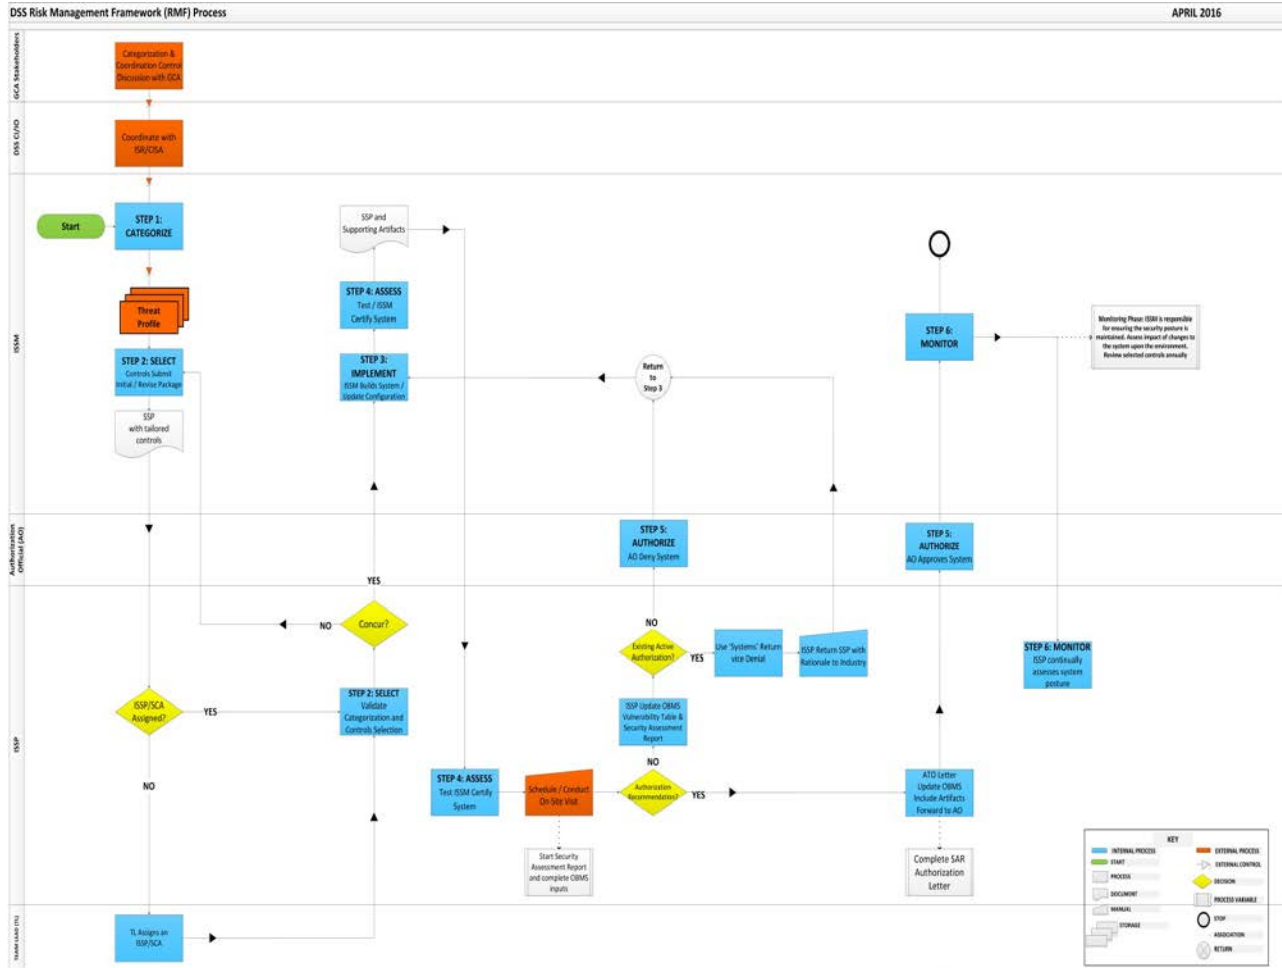 DSS Risk Management Framework (RMF) Process
APRIL 2016
GCA Stakeholders
Categorization &
Coordination Control
Discussion with GCA
DSS CI/IO
Coordinate with
ISR/CISA
ISSM
Start
STEP 1:
CATEGORIZE
Threat
Profile
STEP 2: SELECT
Controls Submit
Initial / Revise Package
SSP
with tailored
controls
SSP and
Supporting Artifacts
STEP 4: ASSESS
Test / ISSM
Certify System
STEP 3:
IMPLEMENT
ISSM Builds System /
Update Configuration
Return
to
Step 3
STEP 6:
MONITOR
Monitoring Phase: ISSM is responsible
for ensuring the security posture is
maintained. Assess impact of changes to
the system upon the environment.
Review selected controls annually
Authorization
Official (AO)
STEP 5:
AUTHORIZE
AO Deny System
STEP 5:
AUTHORIZE
AO Approves System
ISSP
YES
Concur?
NO
ISSP/SCA
Assigned?
YES
NO
STEP 2: SELECT
Validate
Categorization and
Controls Selection
NO
Existing Active
Authorization?
YES
Use 'Systems' Return
vice Denial
ISSP Return SSP with
Rationale to Industry
STEP 6: MONITOR
ISSP continually
assesses system
posture
ISSP Update OBMS
Vulnerability Table &
Security Assessment
Report
NO
STEP 4: ASSESS
Test ISSM Certify
System
Schedule / Conduct
On-Site Visit
Authorization
Recommendation?
YES
ATO Letter
Update OBMS
Include Artifacts
Forward to AO
Start Security
Assessment Report
and complete OBMS
inputs
Complete SAR
Authorization
Letter
TEAM LEAD (TL)
TL Assigns an
ISSP/SCA
KEY
INTERNAL PROCESS
EXTERNAL PROCESS
START
EXTERNAL CONTROL
PROCESS
DECISION
DOCUMENT
PROCESS VARIABLE
MANUAL
STOP
STORAGE
ASSOCIATION
RETURN